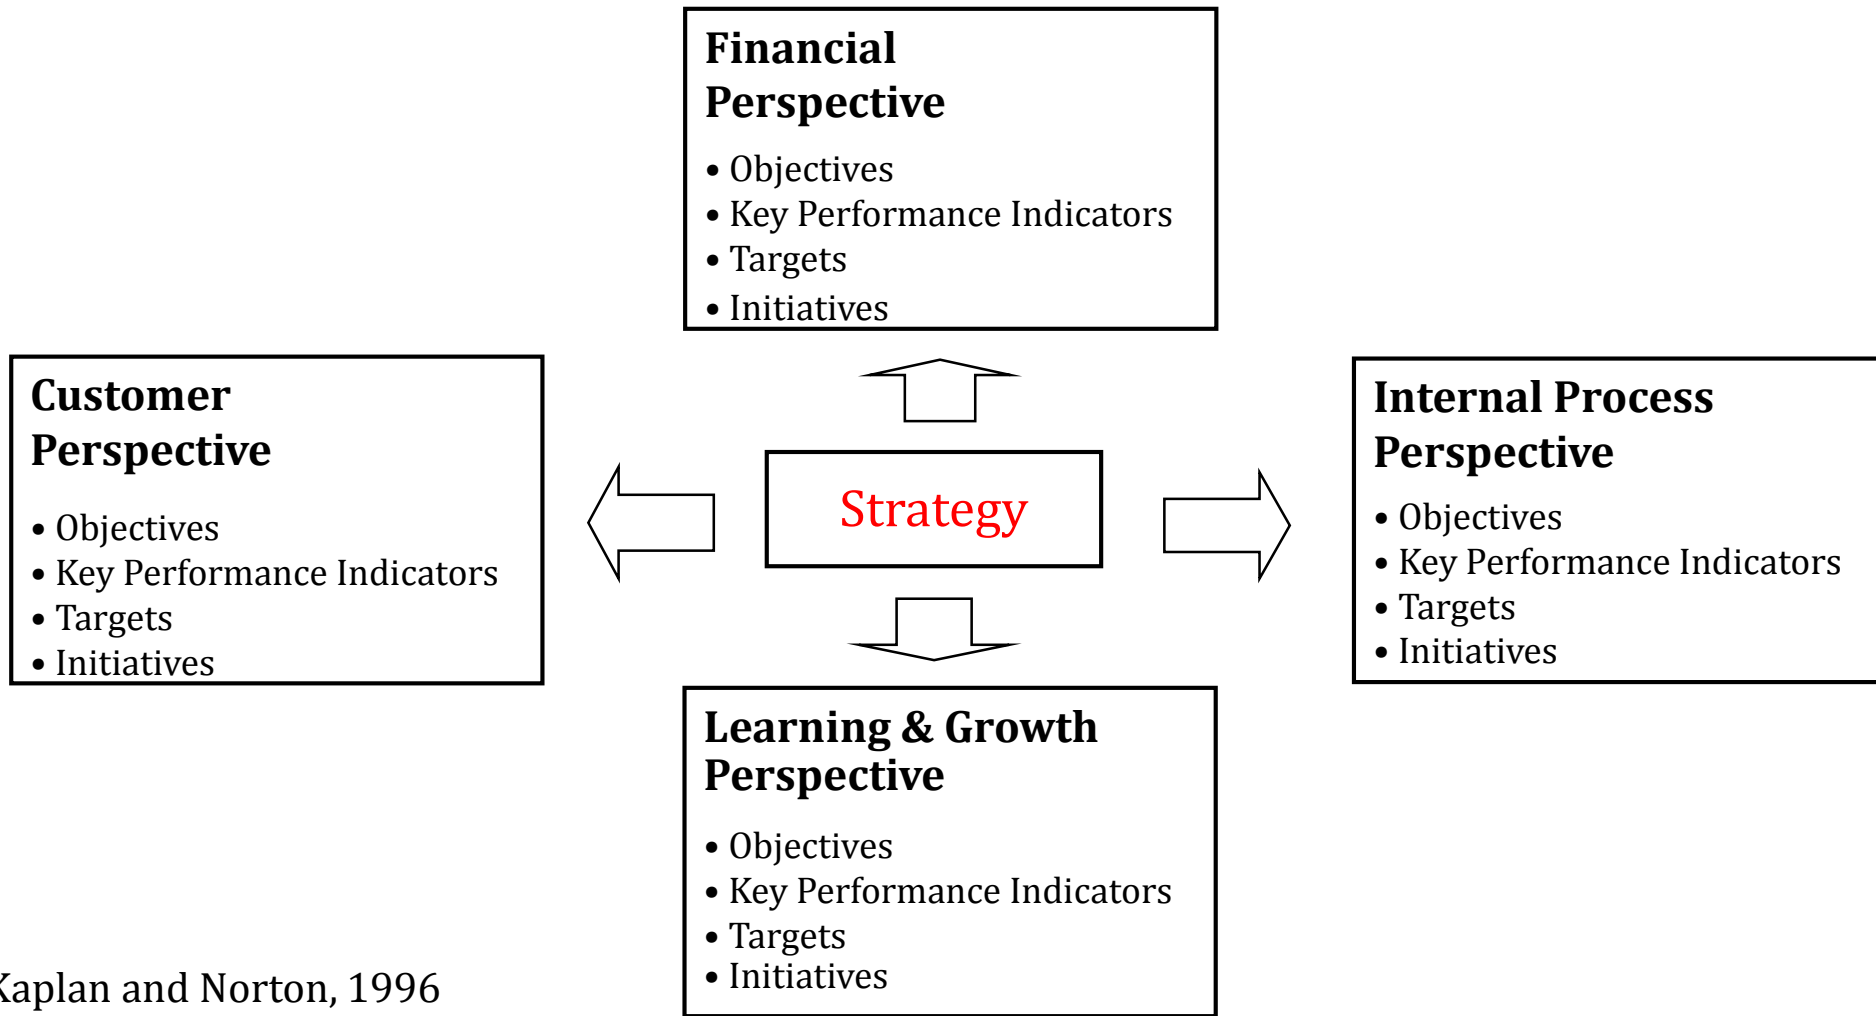 Financial
Perspective
• Objectives
• Key Performance Indicators
• Targets
• Initiatives
Customer
Perspective
• Objectives
• Key Performance Indicators
• Targets
• Initiatives
Strategy
Internal Process
Perspective
• Objectives
• Key Performance Indicators
• Targets
• Initiatives
Learning & Growth
Perspective
• Objectives
• Key Performance Indicators
• Targets
• Initiatives
Kaplan and Norton, 1996